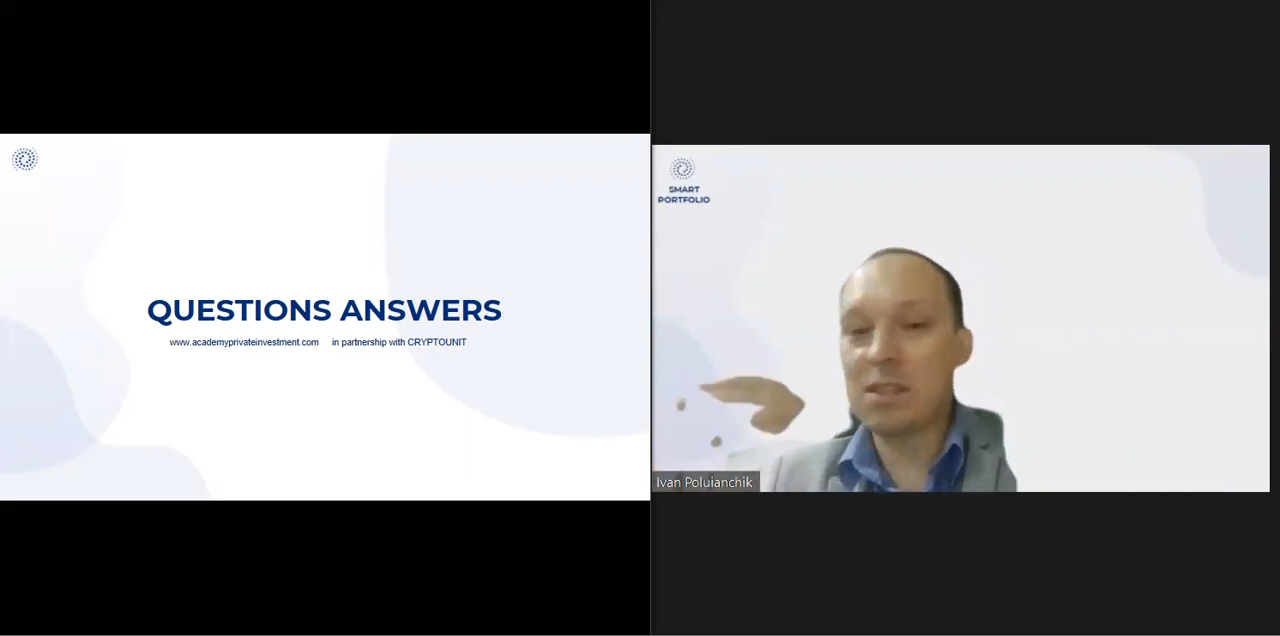 QUESTIONS ANSWERS
www.academyprivateinvestment.com in partnership with CRYPTOUNIT
SMART
PORTFOLIO
Ivan Poluianchik